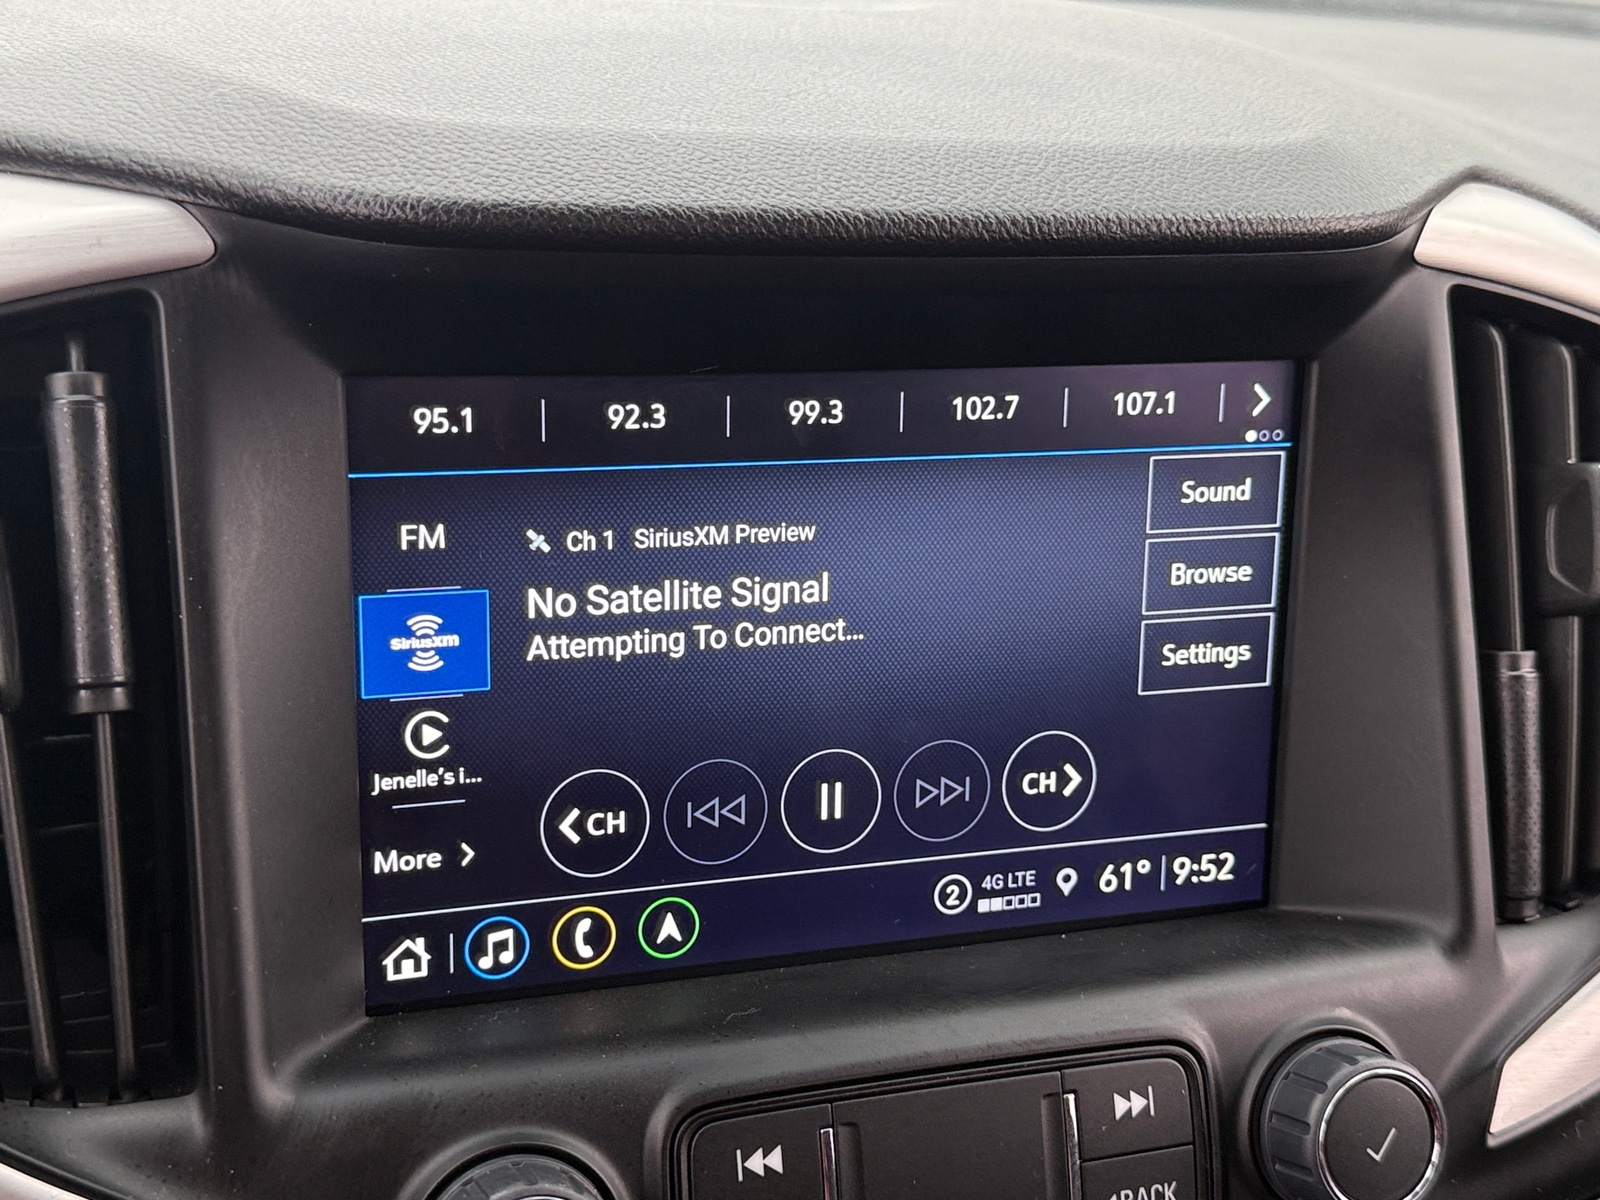 95.1 92.3 99.3 102.7 107.1
Sound
FM
Ch 1 SiriusXM Preview
Browse
No Satellite Signal
Attempting To Connect...
SiriusXm
Settings
Jenelle's i...
CH
CH
More
2 4G LTE 61° 9:52
BACK